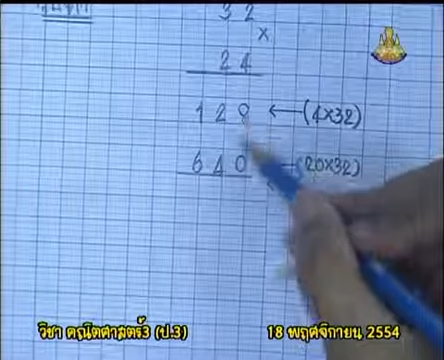 32
×
24
128 ← (4×32)
640 ← (20×32)
วิชา คณิตศาสตร์3 (ป.3) 18 พฤศจิกายน 2554